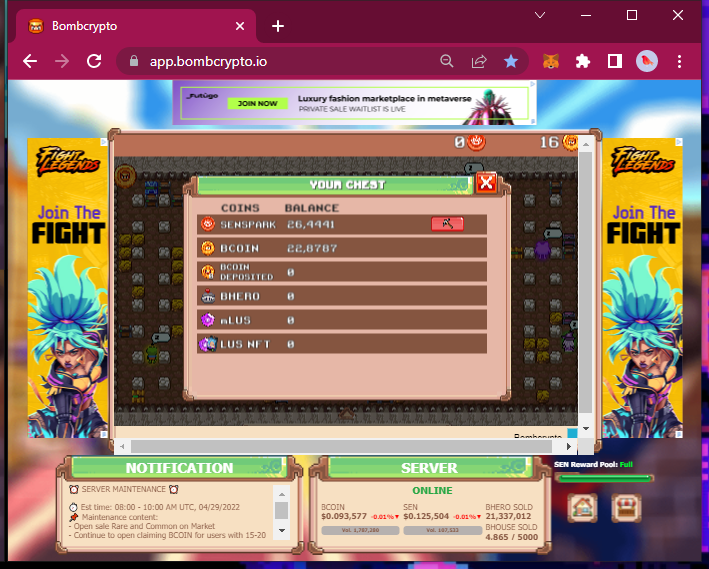 Bombcrypto
app.bombcrypto.io
_Futúgo
JOIN NOW
Luxury fashion marketplace in metaverse
PRIVATE SALE WAITLIST IS LIVE
FIGHT
LEGENDS
Join The
FIGHT
FIGHT
LEGENDS
Join The
FIGHT
0
16
YOUR CHEST
COINS BALANCE
SENSPARK 26,4441
BCOIN 22,8787
BCOIN
DEPOSITED 0
BHERO 0
mLUS 0
LUS NFT 0
Bombcrypto
NOTIFICATION
SERVER MAINTENANCE
Est time: 08:00 - 10:00 AM UTC, 04/29/2022
Maintenance content:
- Open sale Rare and Common on Market
- Continue to open claiming BCOIN for users with 15-20
SERVER
ONLINE
BCOIN
$0.093,577 -0.01%▼
Vol. 1,787,280
SEN
$0.125,504 -0.01%▼
BHERO SOLD
21,337,012
BHOUSE SOLD
4.865 / 5000
SEN Reward Pool: Full